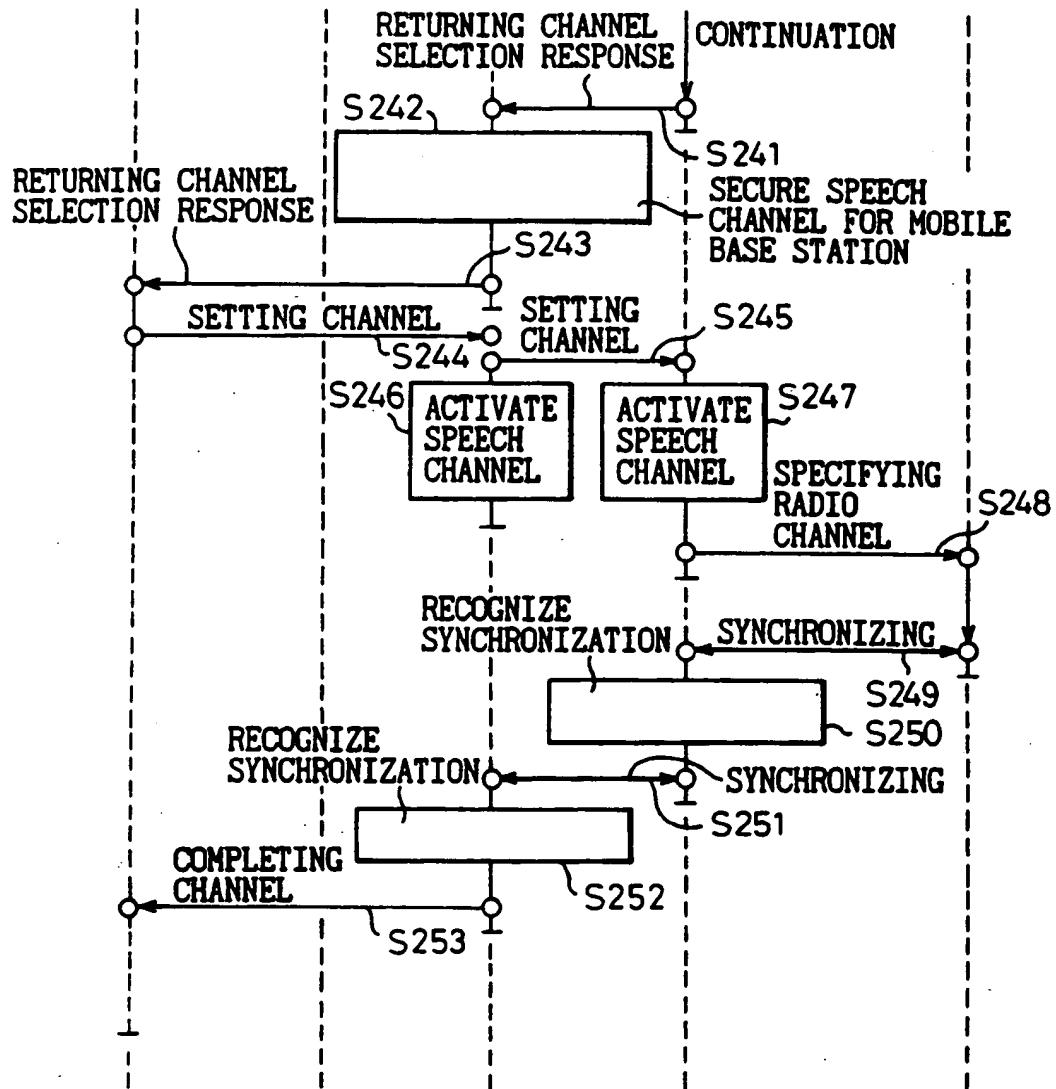 RETURNING CHANNEL
SELECTION RESPONSE
CONTINUATION
S242
S241
RETURNING CHANNEL
SELECTION RESPONSE
SECURE SPEECH
CHANNEL FOR MOBILE
BASE STATION
S243
SETTING CHANNEL
S244
SETTING
CHANNEL
S245
S246
ACTIVATE
SPEECH
CHANNEL
ACTIVATE
SPEECH
CHANNEL
S247
SPECIFYING
RADIO
CHANNEL
S248
RECOGNIZE
SYNCHRONIZATION
SYNCHRONIZING
S249
S250
RECOGNIZE
SYNCHRONIZATION
SYNCHRONIZING
S251
COMPLETING
CHANNEL
S252
S253